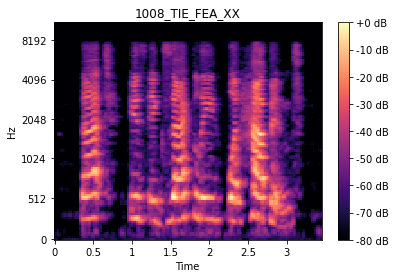 1008_TIE_FEA_XX
+0 dB
8192
-10 dB
4096
-20 dB
-30 dB
2048
Hz
-40 dB
1024
-50 dB
512
-60 dB
-70 dB
0
-80 dB
0 0.5 1 1.5 2 2.5 3
Time